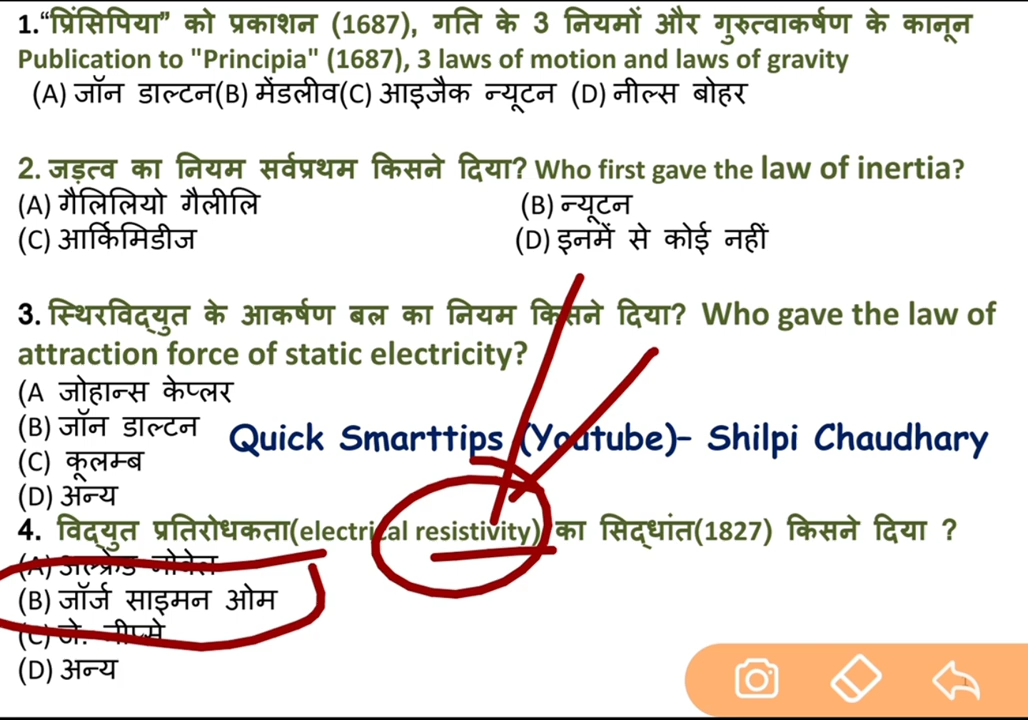 1.“प्रिंसिपिया” को प्रकाशन (1687), गति के 3 नियमों और गुरुत्वाकर्षण के कानून
Publication to "Principia" (1687), 3 laws of motion and laws of gravity
(A) जॉन डाल्टन(B) मेंडलीव(C) आइजैक न्यूटन (D) नील्स बोहर
2. जड़त्व का नियम सर्वप्रथम किसने दिया? Who first gave the law of inertia?
(A) गैलिलियो गैलीलि (B) न्यूटन
(C) आर्किमिडीज (D) इनमें से कोई नहीं
3. स्थिरविद्युत के आकर्षण बल का नियम किसने दिया? Who gave the law of
attraction force of static electricity?
(A जोहान्स केप्लर
(B) जॉन डाल्टन
Quick Smarttips (Youtube)- Shilpi Chaudhary
(C) कूलम्ब
(D) अन्य
4. विद्युत प्रतिरोधकता(electrical resistivity) का सिद्धांत(1827) किसने दिया ?
(A) अल्फ्रेड नोवेल
(B) जॉर्ज साइमन ओम
(C) जे. नीप्से
(D) अन्य